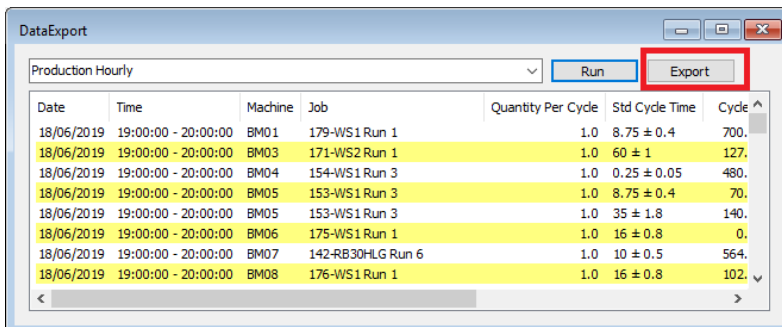 DataExport
Production Hourly Run Export
Date Time Machine Job Quantity Per Cycle Std Cycle Time Cycle
18/06/2019 19:00:00 - 20:00:00 BM01 179-WS1 Run 1 1.0 8.75 ± 0.4 700.
18/06/2019 19:00:00 - 20:00:00 BM03 171-WS2 Run 1 1.0 60 ± 1 127.
18/06/2019 19:00:00 - 20:00:00 BM04 154-WS1 Run 3 1.0 0.25 ± 0.05 480.
18/06/2019 19:00:00 - 20:00:00 BM05 153-WS1 Run 3 1.0 8.75 ± 0.4 70.
18/06/2019 19:00:00 - 20:00:00 BM05 153-WS1 Run 3 1.0 35 ± 1.8 140.
18/06/2019 19:00:00 - 20:00:00 BM06 175-WS1 Run 1 1.0 16 ± 0.8 0.
18/06/2019 19:00:00 - 20:00:00 BM07 142-RB30HLG Run 6 1.0 10 ± 0.5 564.
18/06/2019 19:00:00 - 20:00:00 BM08 176-WS1 Run 1 1.0 16 ± 0.8 102.